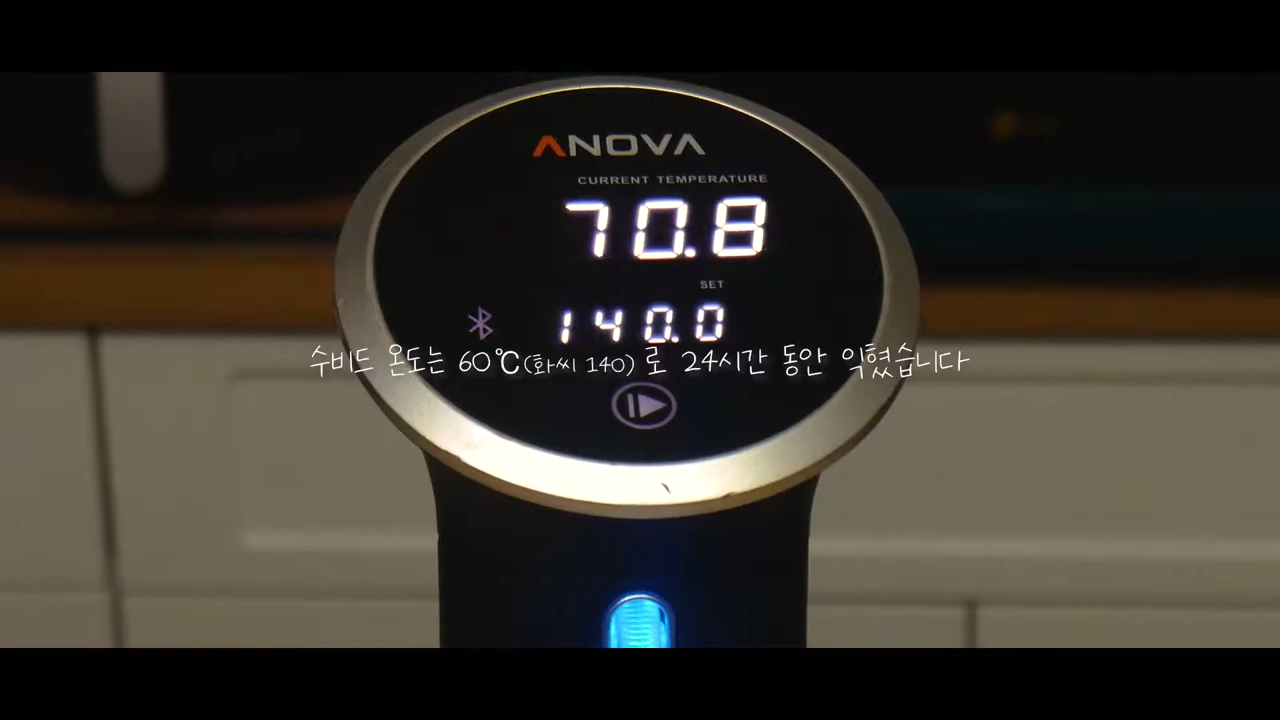 ANOVA
CURRENT TEMPERATURE
70.8
SET
140.0
수비드 온도는 60℃(화씨 140)로 24시간 동안 익혔습니다